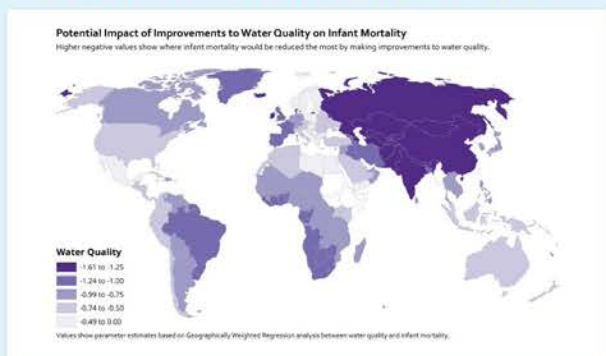 Potential Impact of Improvements to Water Quality on Infant Mortality
Higher negative values show where infant mortality would be reduced the most by making improvements to water quality.
Water Quality
-1.61 to -1.25
-1.24 to -1.00
-0.99 to -0.75
-0.74 to -0.50
-0.49 to 0.00
Values show parameter estimates based on Geographically Weighted Regression analysis between water quality and infant mortality.